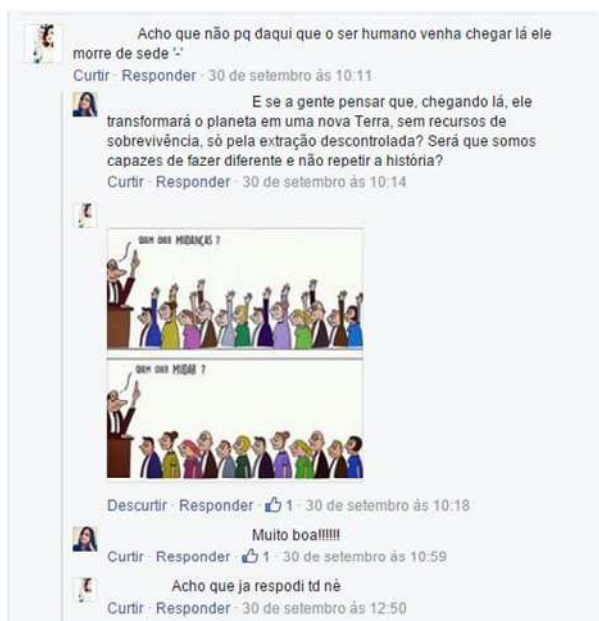 Acho que não pq daqui que o ser humano venha chegar lá ele
morre de sede '-'
Curtir · Responder · 30 de setembro às 10:11
E se a gente pensar que, chegando lá, ele
transformará o planeta em uma nova Terra, sem recursos de
sobrevivência, só pela extração descontrolada? Será que somos
capazes de fazer diferente e não repetir a história?
Curtir · Responder · 30 de setembro às 10:14
QUEM QUER MUDANÇAS ?
QUEM QUER MUDAR ?
Descurtir · Responder · 1 · 30 de setembro às 10:18
Muito boa!!!!!!
Curtir · Responder · 1 · 30 de setembro às 10:59
Acho que ja respodi td né
Curtir · Responder · 30 de setembro às 12:50